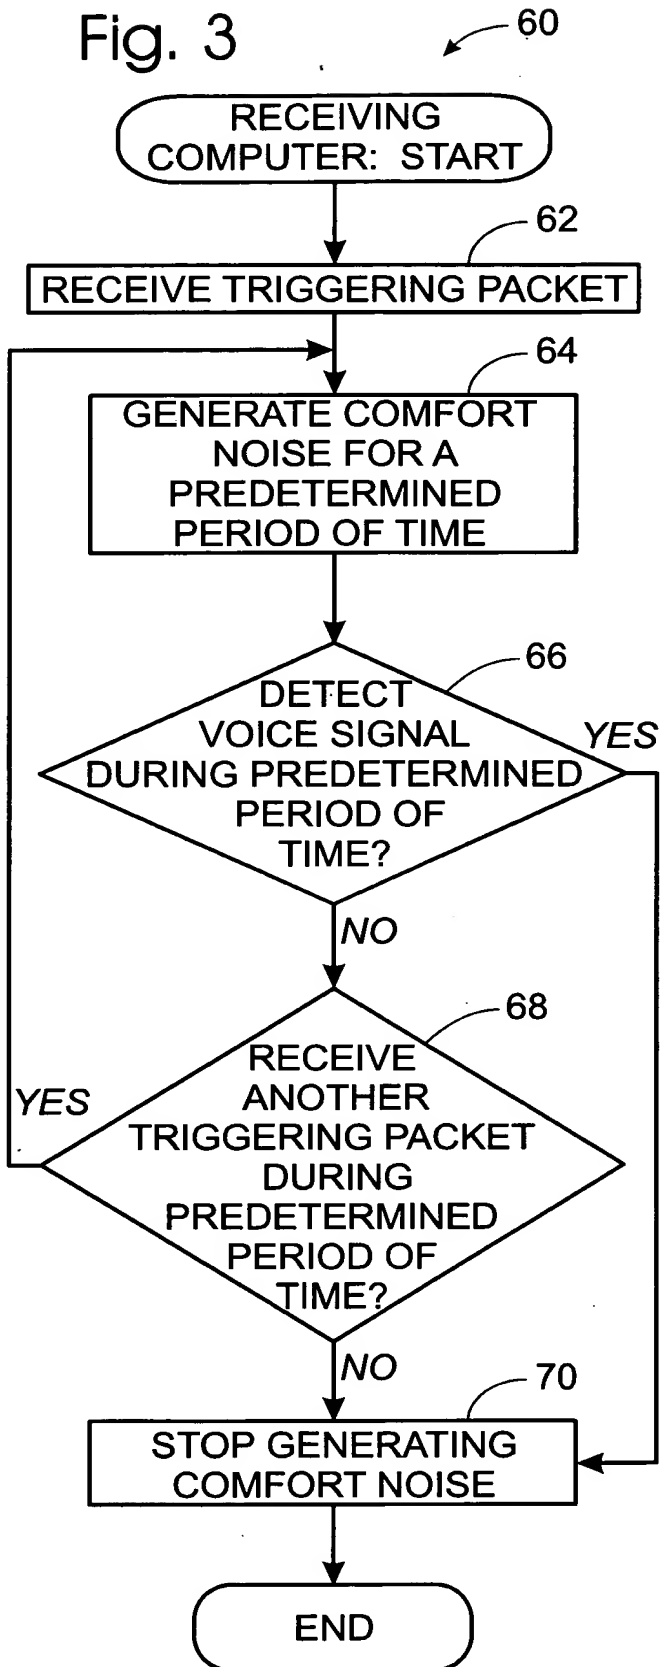 Fig. 3
60
RECEIVING
COMPUTER: START
62
RECEIVE TRIGGERING PACKET
64
GENERATE COMFORT
NOISE FOR A
PREDETERMINED
PERIOD OF TIME
66
DETECT
VOICE SIGNAL
DURING PREDETERMINED
PERIOD OF
TIME?
YES
NO
68
RECEIVE
ANOTHER
TRIGGERING PACKET
DURING
PREDETERMINED
PERIOD OF
TIME?
YES
NO
70
STOP GENERATING
COMFORT NOISE
END